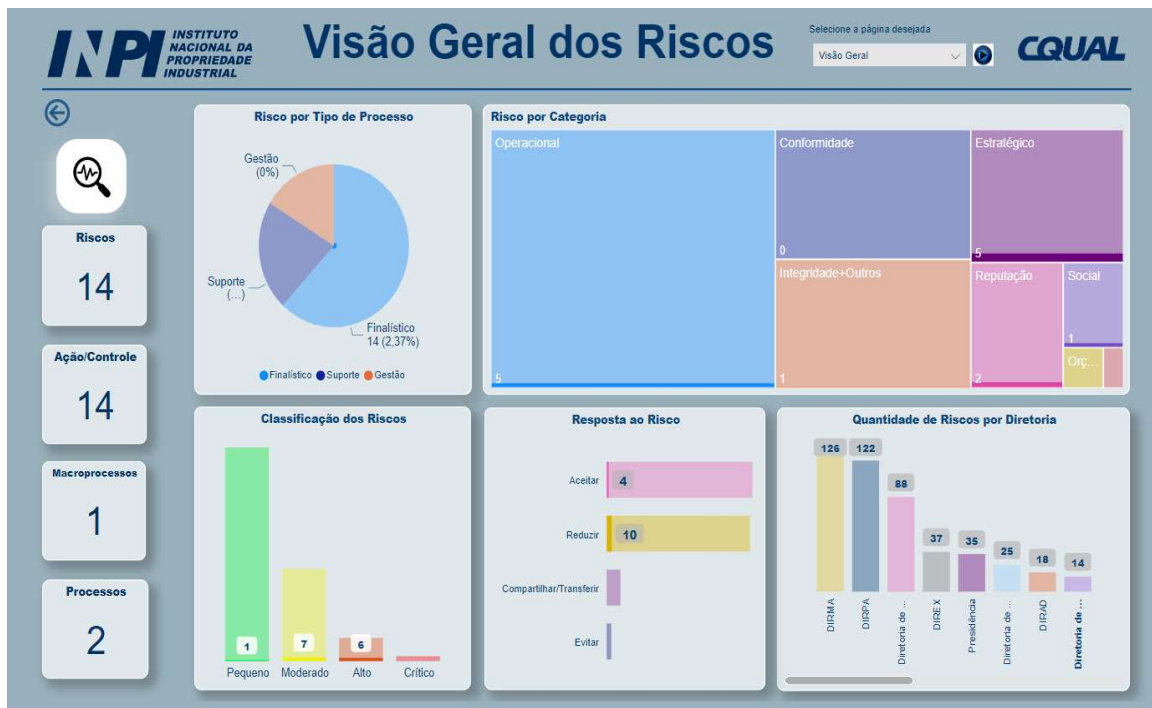 INPI
INSTITUTO
NACIONAL DA
PROPRIEDADE
INDUSTRIAL
Visão Geral dos Riscos
Selecione a página desejada
Visão Geral
CQUAL
Riscos
14
Ação/Controle
14
Macroprocessos
1
Processos
2
Risco por Tipo de Processo
Gestão
(0%)
Suporte
(...)
Finalístico
14 (2,37%)
Finalístico Suporte Gestão
Risco por Categoria
Operacional
5
Conformidade
0
Estratégico
5
Integridade+Outros
1
Reputação
2
Social
1
Orç...
Classificação dos Riscos
1
7
6
Pequeno Moderado Alto Crítico
Resposta ao Risco
Aceitar 4
Reduzir 10
Compartilhar/Transferir
Evitar
Quantidade de Riscos por Diretoria
126
122
88
37
35
25
18
14
DIRMA
DIRPA
Diretoria de ...
DIREX
Presidência
Diretoria de ...
DIRAD
Diretoria de ...